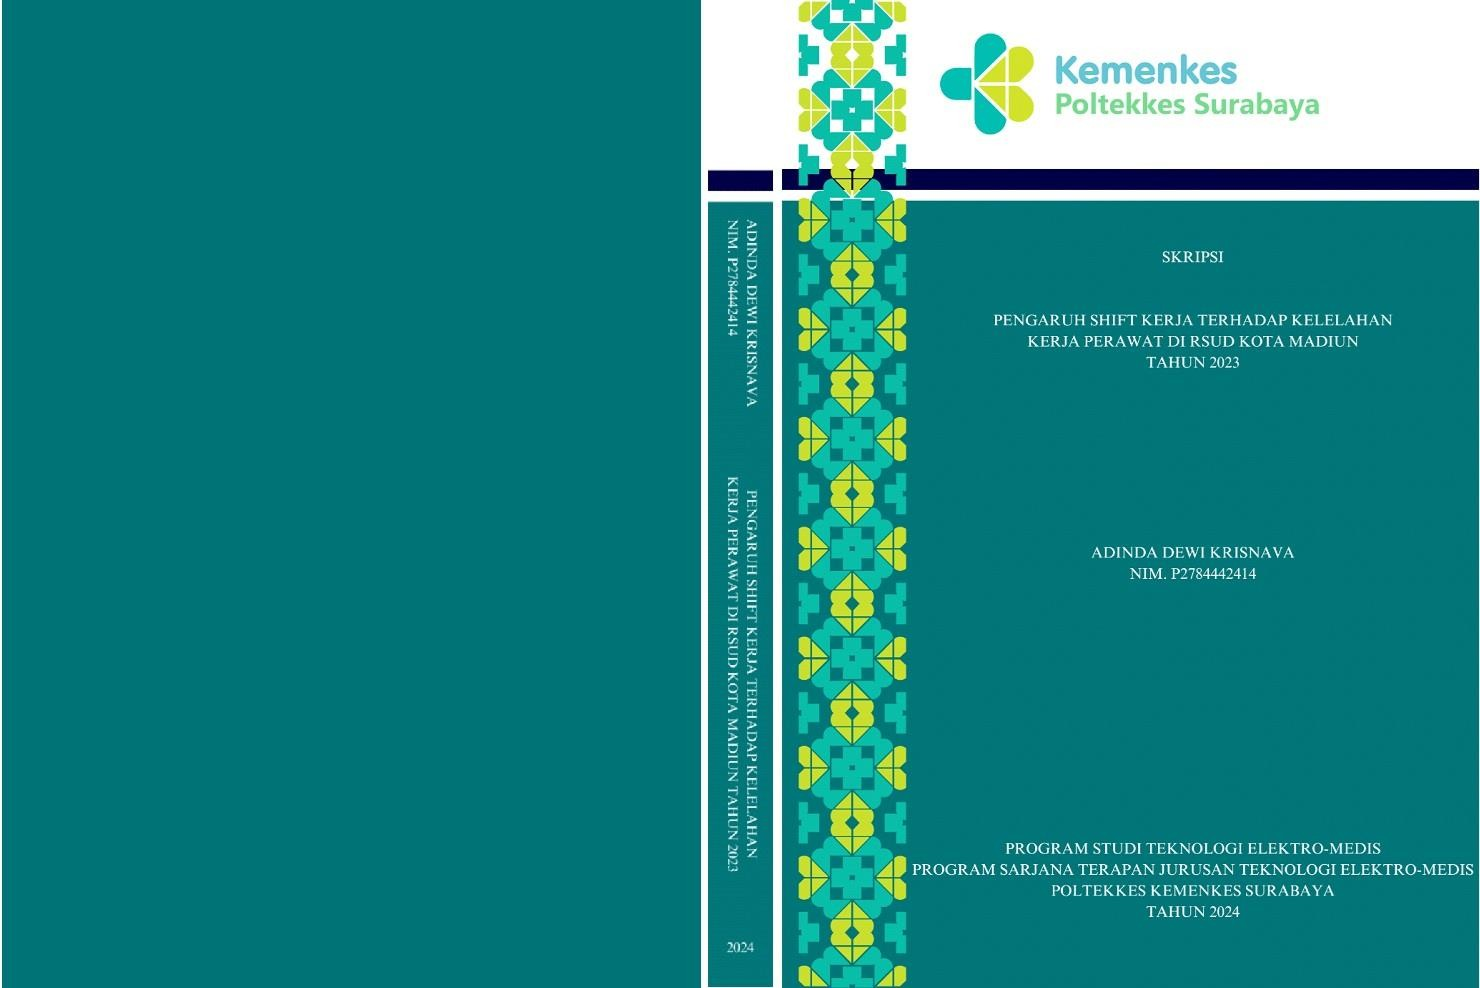 Kemenkes
Poltekkes Surabaya
ADINDA DEWI KRISNAVA
NIM. P2784442414
PENGARUH SHIFT KERJA TERHADAP KELELAHAN
KERJA PERAWAT DI RSUD KOTA MADIUN TAHUN 2023
2024
SKRIPSI
PENGARUH SHIFT KERJA TERHADAP KELELAHAN
KERJA PERAWAT DI RSUD KOTA MADIUN
TAHUN 2023
ADINDA DEWI KRISNAVA
NIM. P2784442414
PROGRAM STUDI TEKNOLOGI ELEKTRO-MEDIS
PROGRAM SARJANA TERAPAN JURUSAN TEKNOLOGI ELEKTRO-MEDIS
POLTEKKES KEMENKES SURABAYA
TAHUN 2024